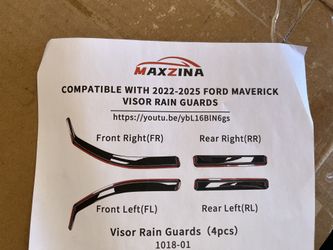 MAXZINA
COMPATIBLE WITH 2022-2025 FORD MAVERICK
VISOR RAIN GUARDS
https://youtu.be/ybL16BIN6gs
Front Right(FR) Rear Right(RR)
Front Left(FL) Rear Left(RL)
Visor Rain Guards (4pcs)
1018-01